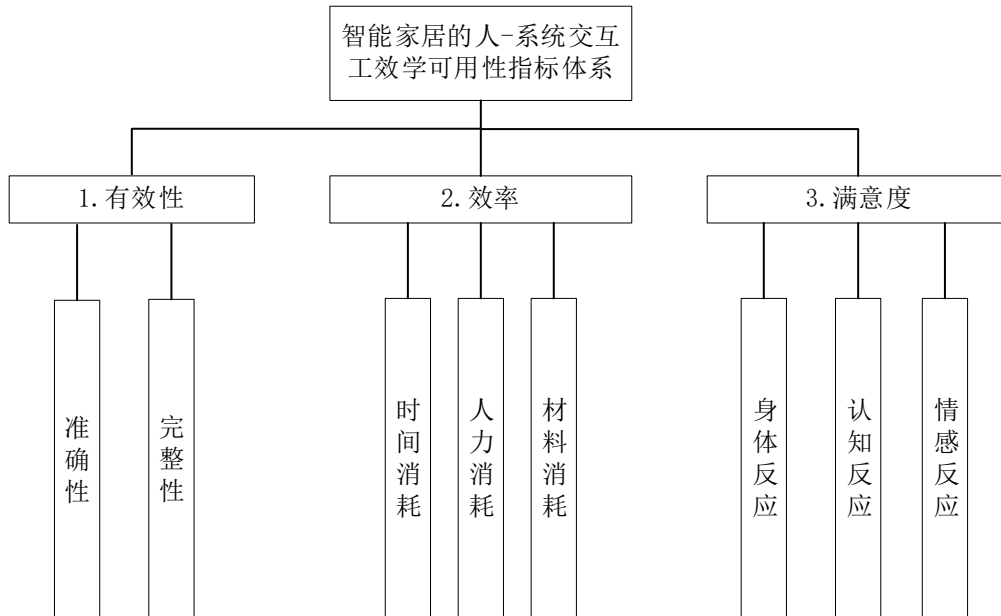 智能家居的人-系统交互
工效学可用性指标体系
1.有效性
2.效率
3.满意度
准确性
完整性
时间消耗
人力消耗
材料消耗
身体反应
认知反应
情感反应